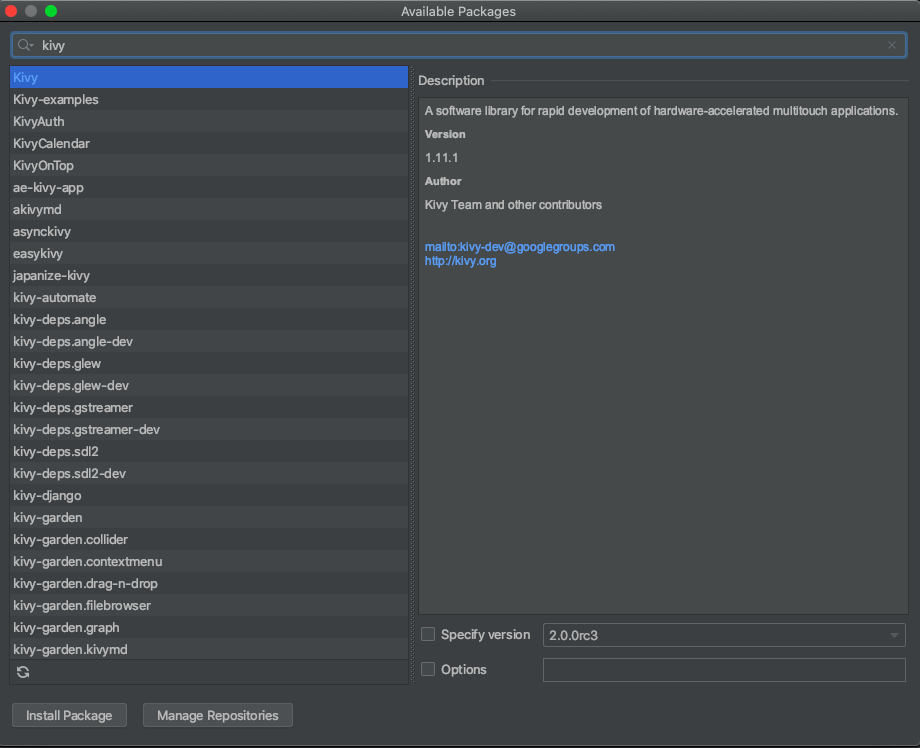 Available Packages
kivy
Kivy
Kivy-examples
KivyAuth
KivyCalendar
KivyOnTop
ae-kivy-app
akivymd
asynckivy
easykivy
japanize-kivy
kivy-automate
kivy-deps.angle
kivy-deps.angle-dev
kivy-deps.glew
kivy-deps.glew-dev
kivy-deps.gstreamer
kivy-deps.gstreamer-dev
kivy-deps.sdl2
kivy-deps.sdl2-dev
kivy-django
kivy-garden
kivy-garden.collider
kivy-garden.contextmenu
kivy-garden.drag-n-drop
kivy-garden.filebrowser
kivy-garden.graph
kivy-garden.kivymd
Description
A software library for rapid development of hardware-accelerated multitouch applications.
Version
1.11.1
Author
Kivy Team and other contributors
mailto:kivy-dev@googlegroups.com
http://kivy.org
Specify version 2.0.0rc3
Options
Install Package Manage Repositories